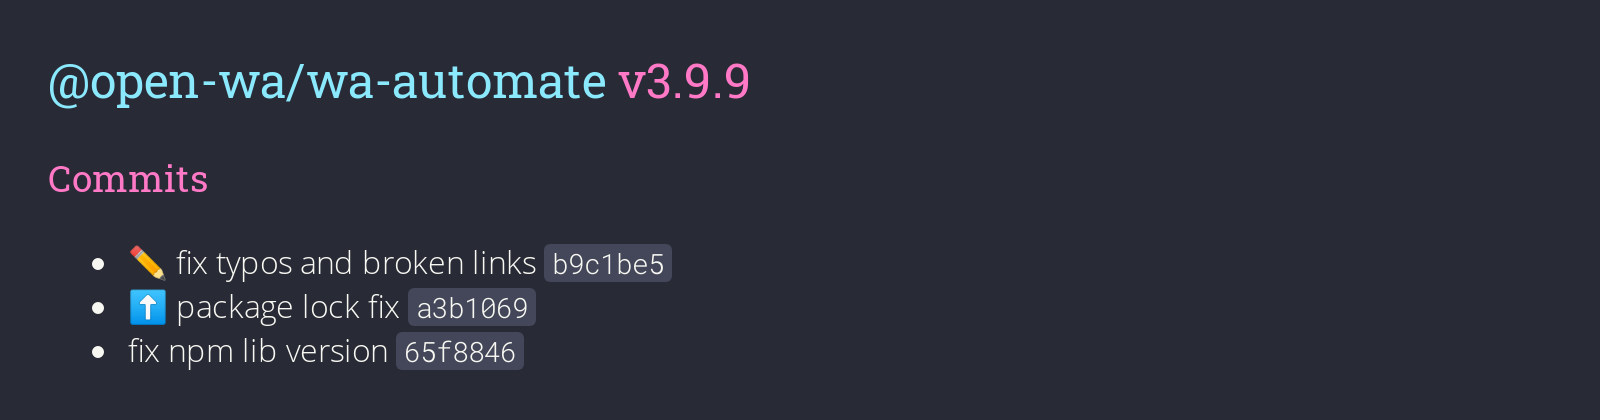 @open-wa/wa-automate v3.9.9
Commits
• ✏️ fix typos and broken links b9c1be5
• ⬆️ package lock fix a3b1069
• fix npm lib version 65f8846